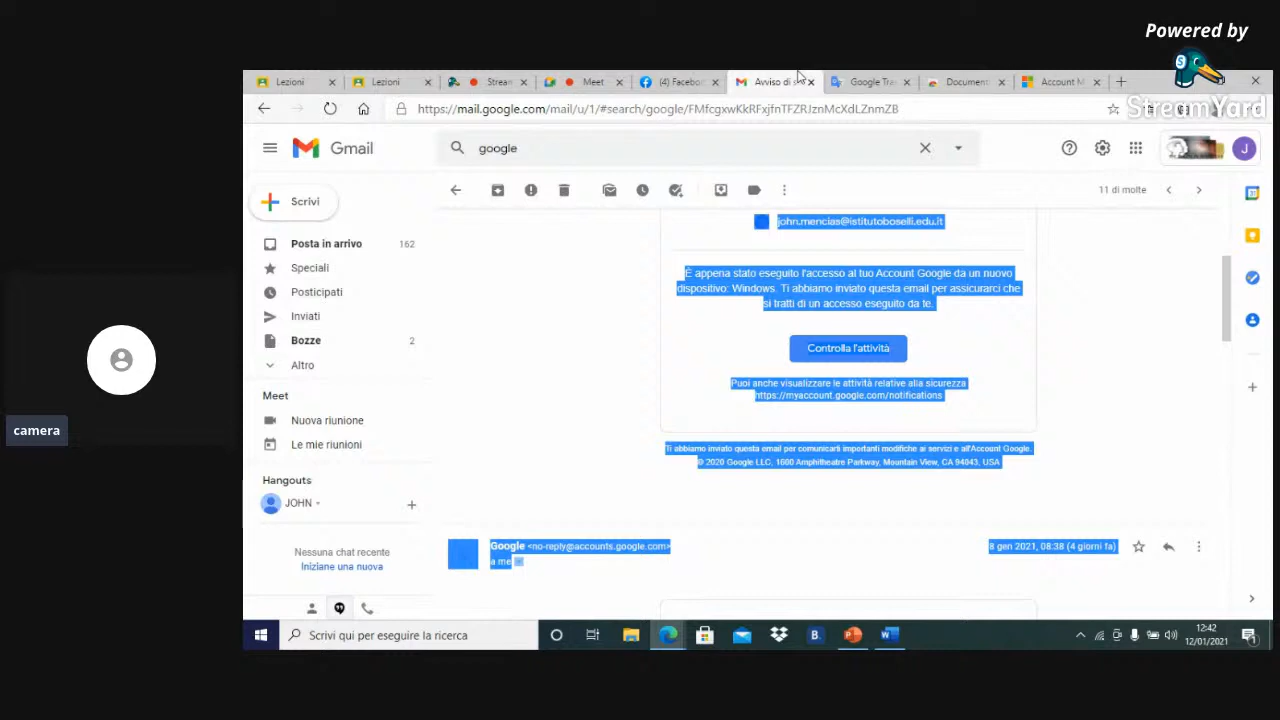 Powered by
StreamYard
Lezioni
Lezioni
Stream
Meet
(4) Facebo
Avviso di s
Google Tra
Document
Account M
https://mail.google.com/mail/u/1/#search/google/FMfcgxwKkRFxjfnTFZRJznMcXdLZnmZB
Gmail
google
J
Scrivi
11 di molte
Posta in arrivo 162
Speciali
Posticipati
Inviati
Bozze 2
Altro
Meet
Nuova riunione
Le mie riunioni
Hangouts
JOHN
Nessuna chat recente
Iniziane una nuova
john.mencias@istitutoboselli.edu.it
È appena stato eseguito l'accesso al tuo Account Google da un nuovo
dispositivo: Windows. Ti abbiamo inviato questa email per assicurarci che
si tratti di un accesso eseguito da te.
Controlla l'attività
Puoi anche visualizzare le attività relative alla sicurezza
https://myaccount.google.com/notifications
Ti abbiamo inviato questa email per comunicarti importanti modifiche ai servizi e all'Account Google.
© 2020 Google LLC, 1600 Amphitheatre Parkway, Mountain View, CA 94043, USA
Google <no-reply@accounts.google.com>
8 gen 2021, 08:38 (4 giorni fa)
a me
camera
Scrivi qui per eseguire la ricerca
B.
12:42
12/01/2021